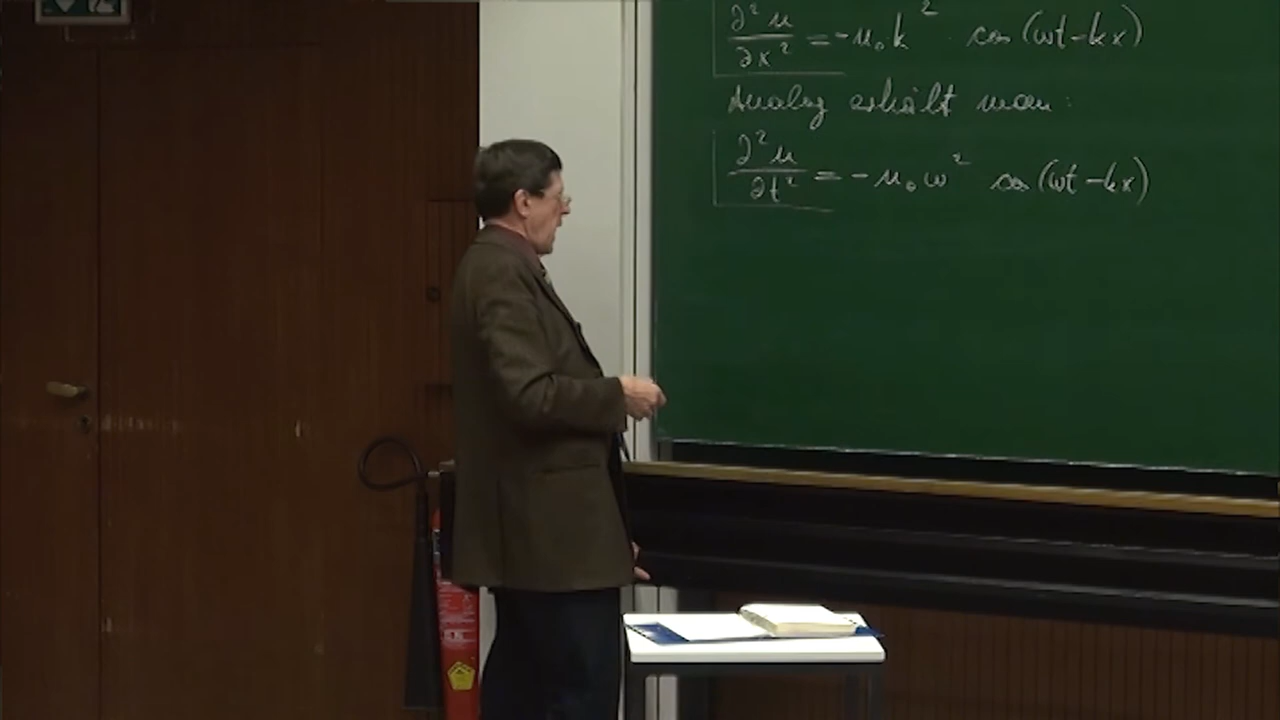 ∂²u/∂x² = -u₀k² · cos(ωt-kx)
Analog erhält man:
∂²u/∂t² = -u₀ω² cos(ωt-kx)